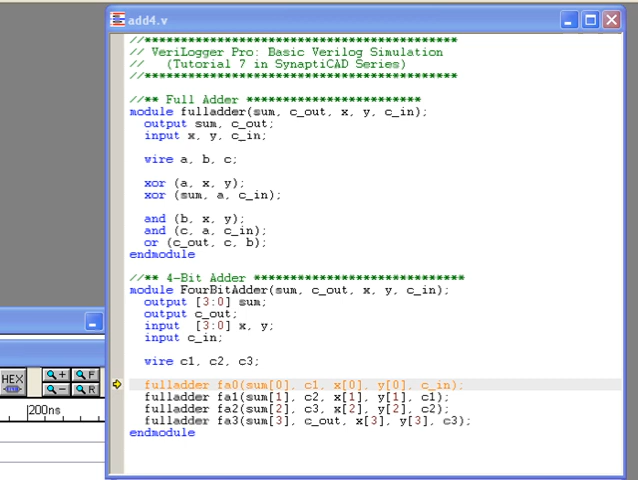 add4.v
//*******************************************
// VeriLogger Pro: Basic Verilog Simulation
//   (Tutorial 7 in SynaptiCAD Series)
//*******************************************
//** Full Adder ************************
module fulladder(sum, c_out, x, y, c_in);
output sum, c_out;
input x, y, c_in;
wire a, b, c;
xor (a, x, y);
xor (sum, a, c_in);
and (b, x, y);
and (c, a, c_in);
or (c_out, c, b);
endmodule
//** 4-Bit Adder *****************************
module FourBitAdder(sum, c_out, x, y, c_in);
output [3:0] sum;
output c_out;
input  [3:0] x, y;
input c_in;
wire c1, c2, c3;
fulladder fa0(sum[0], c1, x[0], y[0], c_in);
fulladder fa1(sum[1], c2, x[1], y[1], c1);
fulladder fa2(sum[2], c3, x[2], y[2], c2);
fulladder fa3(sum[3], c_out, x[3], y[3], c3);
endmodule
HEX
+ F
- R
200ns